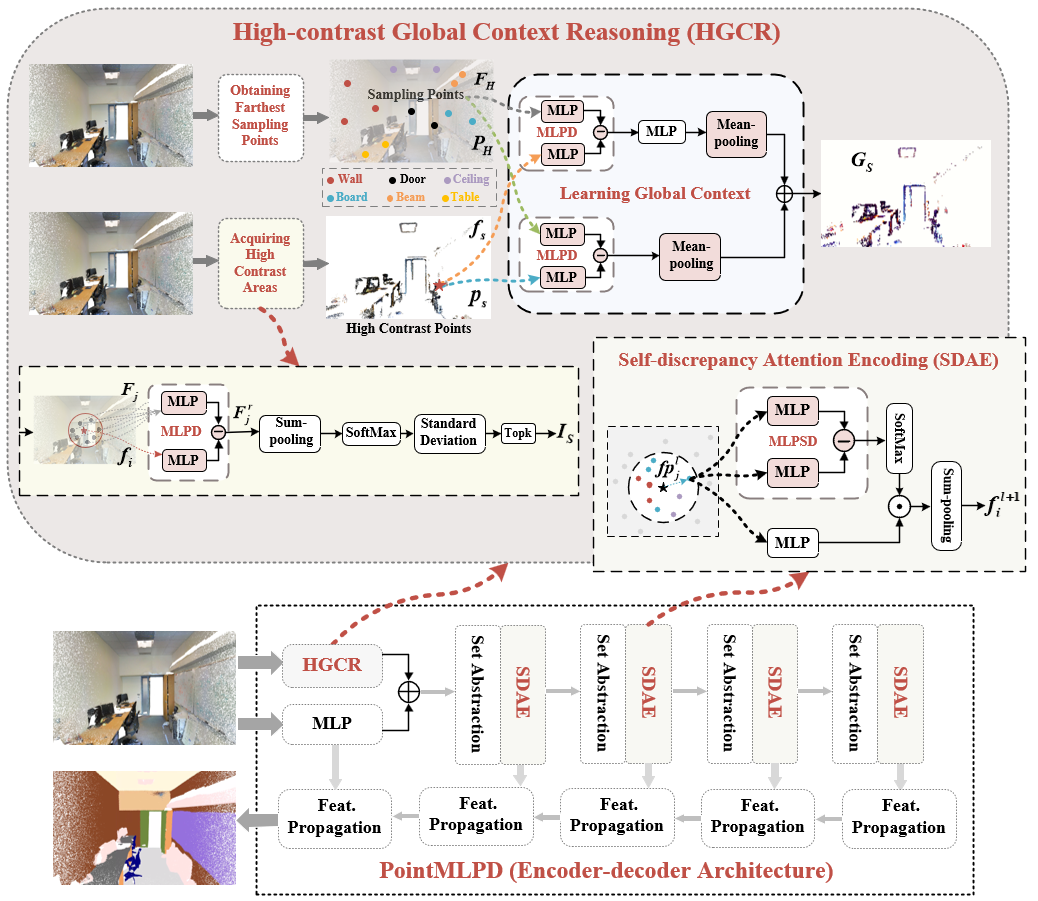 High-contrast Global Context Reasoning (HGCR)
Obtaining
Farthest
Sampling
Points
Sampling Points
F_H
P_H
Wall
Door
Ceiling
Board
Beam
Table
MLP
MLPD
MLP
MLP
Mean-
pooling
Learning Global Context
MLP
MLPD
MLP
Mean-
pooling
G_S
Acquiring
High
Contrast
Areas
f_s
p_s
High Contrast Points
F_j
f_i
MLP
MLPD
MLP
F_j^r
Sum-
pooling
SoftMax
Standard
Deviation
Topk
I_S
Self-discrepancy Attention Encoding (SDAE)
fp_j^l
MLP
MLPSD
MLP
MLP
SoftMax
Sum-pooling
f_i^{l+1}
HGCR
MLP
Set Abstraction
SDAE
Set Abstraction
SDAE
Set Abstraction
SDAE
Set Abstraction
SDAE
Feat.
Propagation
Feat.
Propagation
Feat.
Propagation
Feat.
Propagation
Feat.
Propagation
PointMLPD (Encoder-decoder Architecture)